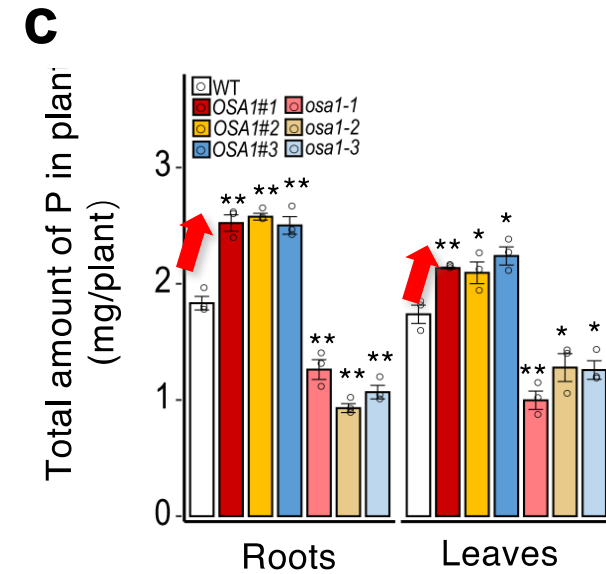 C
Total amount of P in plant
(mg/plant)
WT
OSA1#1 osa1-1
OSA1#2 osa1-2
OSA1#3 osa1-3
3
2
1
0
** ** **
** ** **
** * *
** * *
Roots Leaves